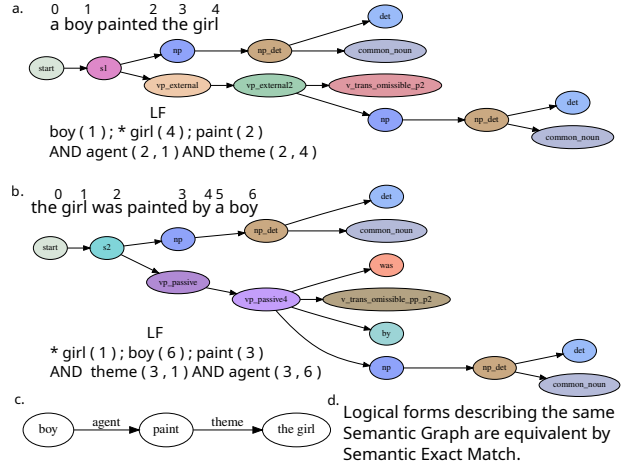 a.
0 1 2 3 4
a boy painted the girl
start s1 np np_det det common_noun
vp_external vp_external2 v_trans_omissible_p2
np np_det det common_noun
LF
boy ( 1 ) ; * girl ( 4 ) ; paint ( 2 )
AND agent ( 2 , 1 ) AND theme ( 2 , 4 )
b.
0 1 2 3 4 5 6
the girl was painted by a boy
start s2 np np_det det common_noun
vp_passive vp_passive4 was
v_trans_omissible_pp_p2
by
np np_det det common_noun
LF
* girl ( 1 ) ; boy ( 6 ) ; paint ( 3 )
AND theme ( 3 , 1 ) AND agent ( 3 , 6 )
c.
boy agent paint theme the girl
d.
Logical forms describing the same
Semantic Graph are equivalent by
Semantic Exact Match.